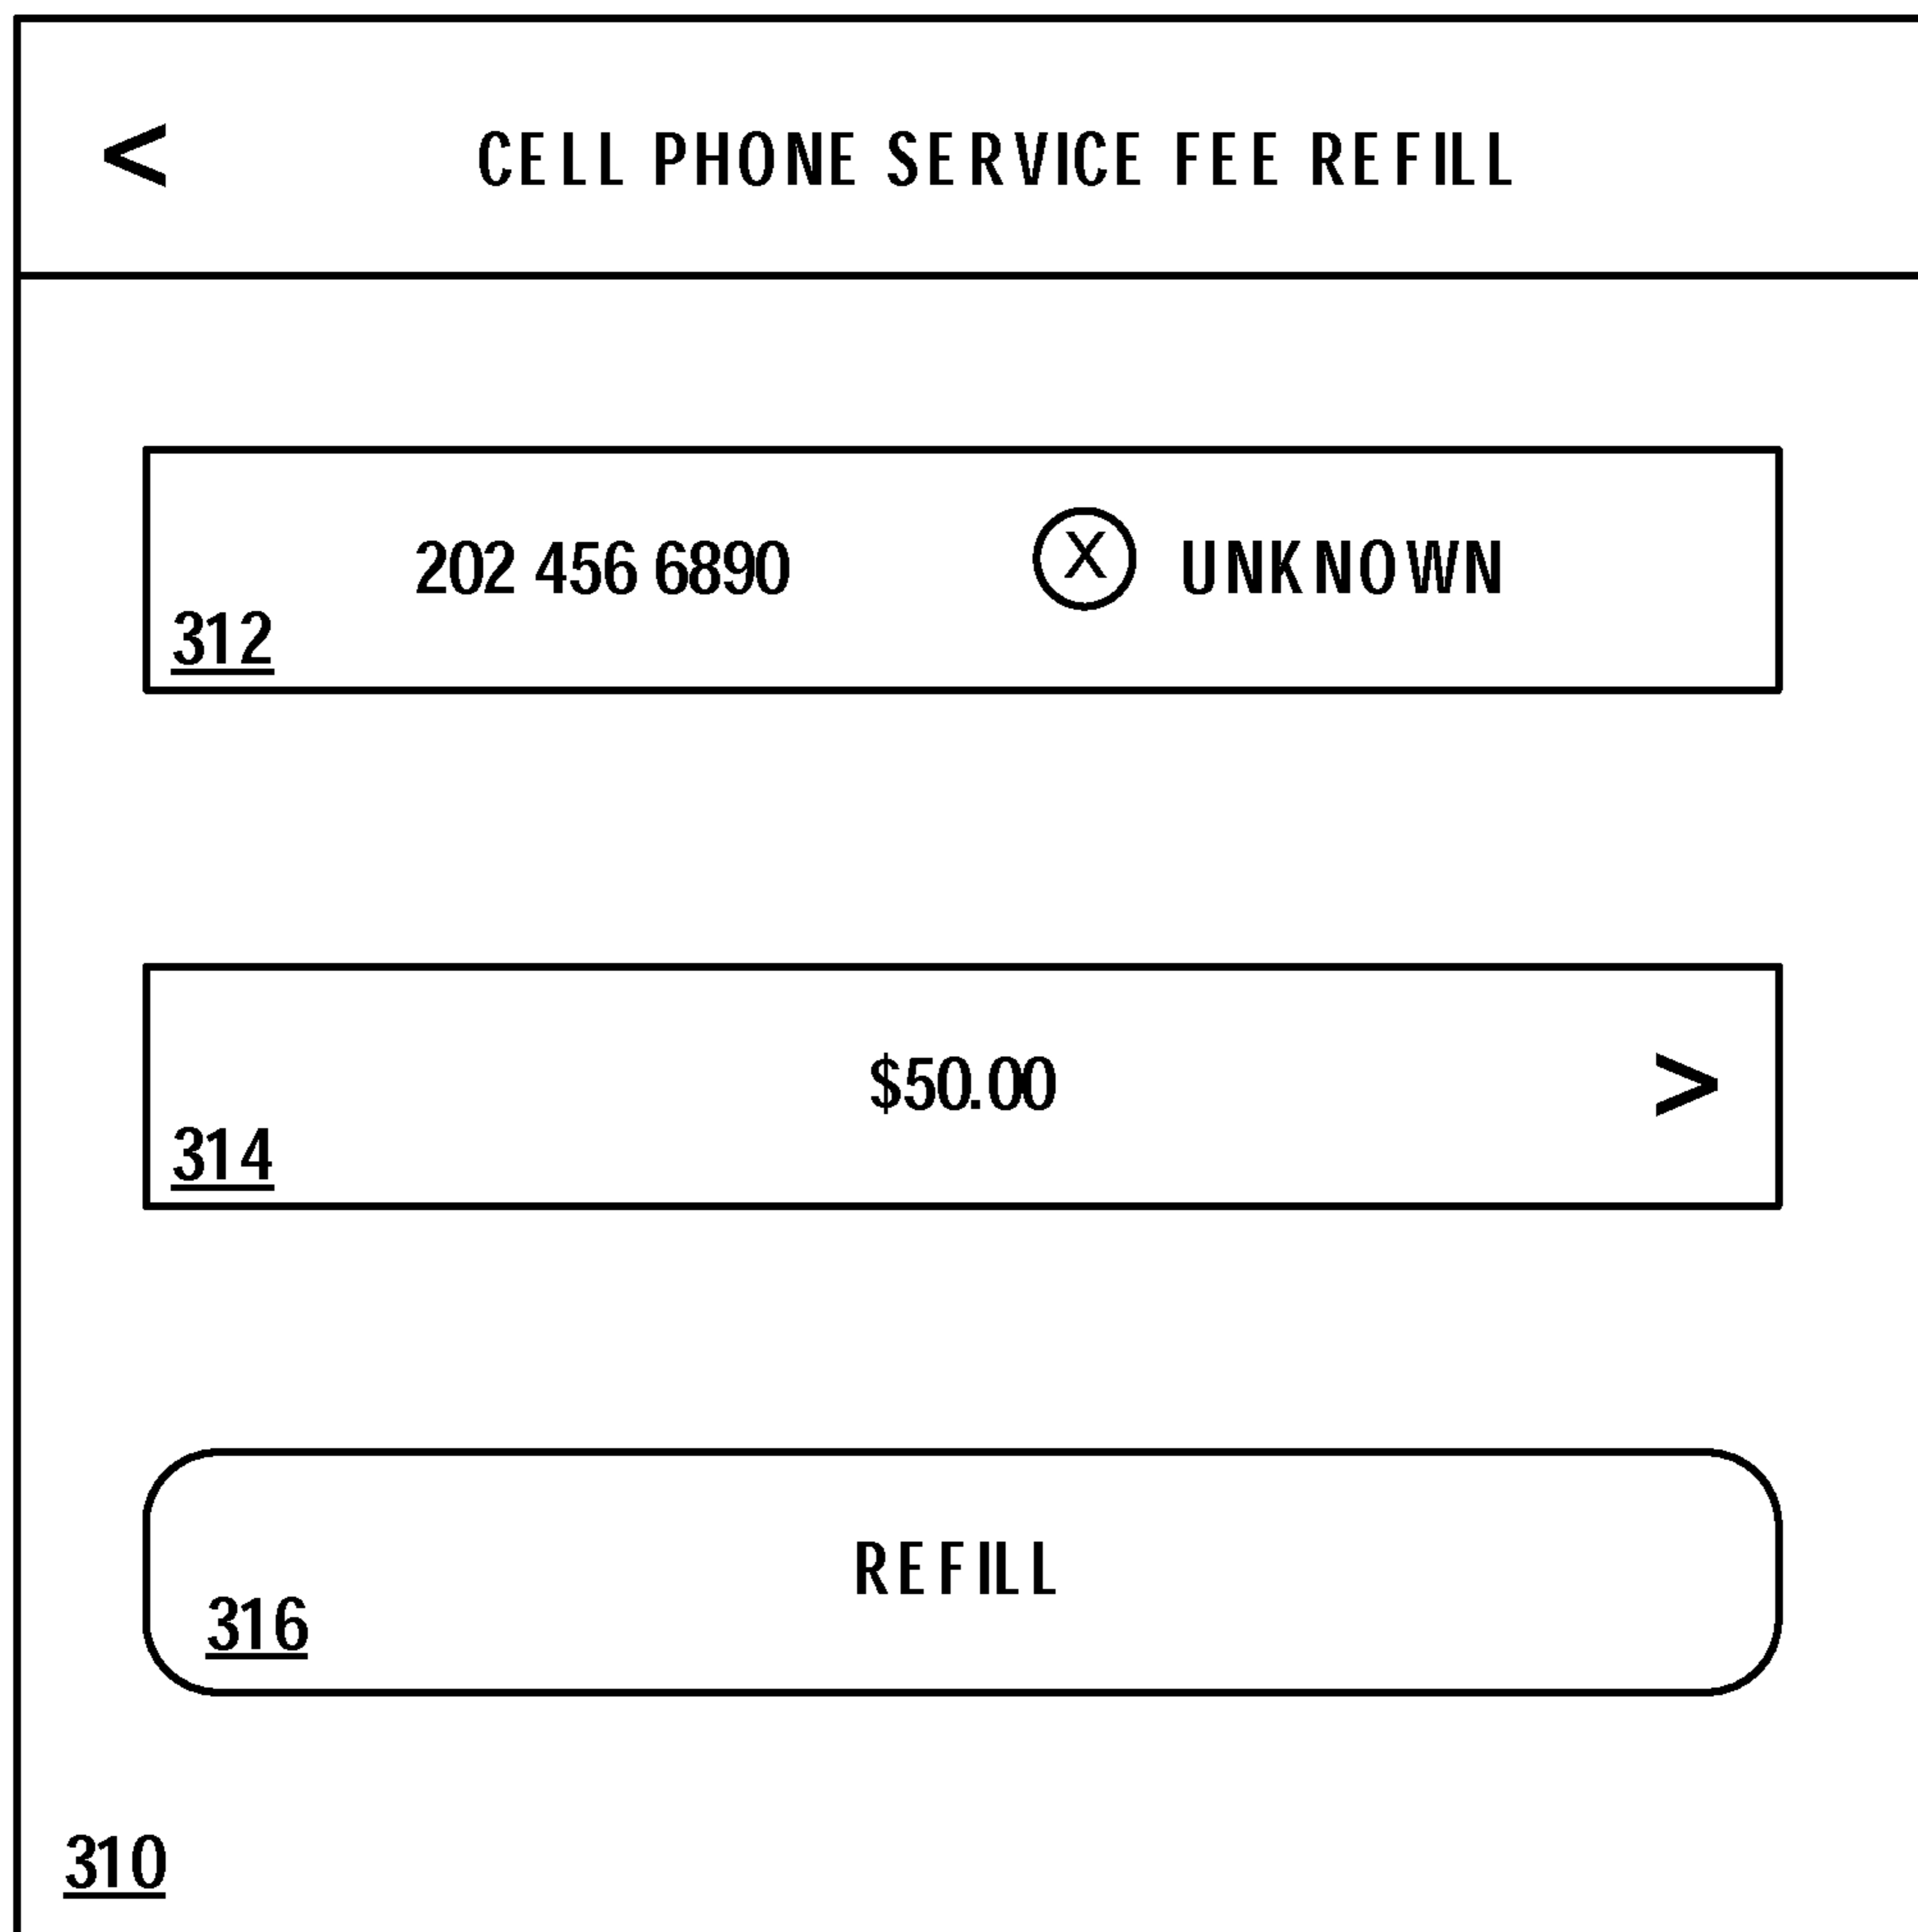 < CELL PHONE SERVICE FEE REFILL
202 456 6890 X UNKNOWN
312
$50.00 >
314
REFILL
316
310